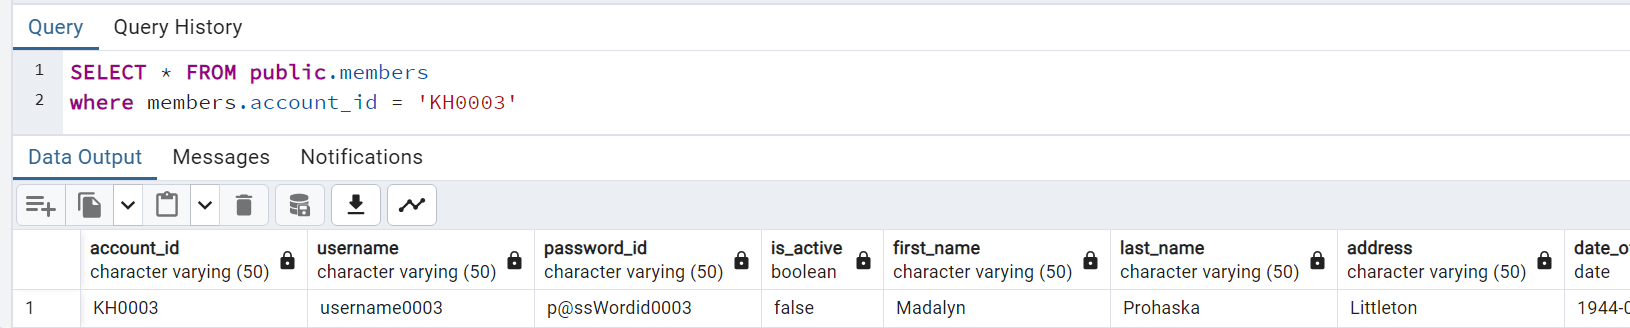 Query Query History
1 SELECT * FROM public.members
2 where members.account_id = 'KH0003'
Data Output Messages Notifications
account_id username password_id is_active first_name last_name address date_o
character varying (50) character varying (50) character varying (50) boolean character varying (50) character varying (50) character varying (50) date
1 KH0003 username0003 p@ssWordid0003 false Madalyn Prohaska Littleton 1944-0